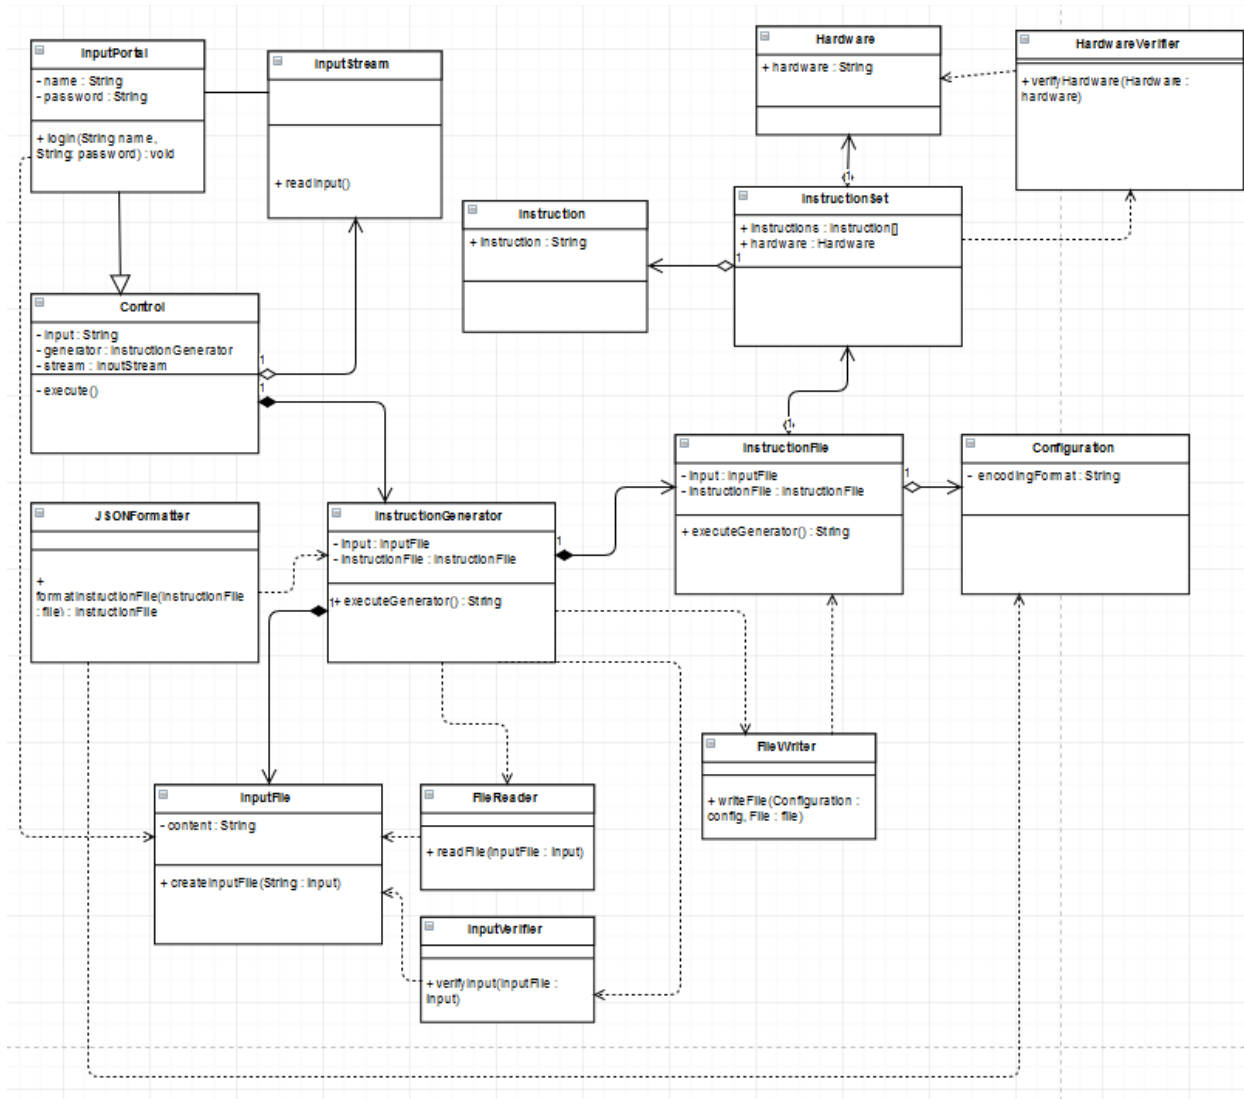 InputPortal
- name : String
- password : String
+ login(String name,
String: password) : void
InputStream
+ readInput()
Hardware
+ hardware : String
HardwareVerifier
+ verifyHardware(Hardware :
hardware)
Instruction
+ instruction : String
1
InstructionSet
+ instructions : Instruction[]
+ hardware : Hardware
1
Control
- input : String
- generator : InstructionGenerator
- stream : InputStream
- execute()
1
1
1
InstructionFile
- input : InputFile
- instructionFile : InstructionFile
+ executeGenerator() : String
1
Configuration
- encodingFormat : String
JSONFormatter
+
formatInstructionFile(InstructionFile
: file) : InstructionFile
InstructionGenerator
- input : InputFile
- instructionFile : InstructionFile
1+ executeGenerator() : String
1
FileWriter
+ writeFile(Configuration :
config, File : file)
InputFile
- content : String
+ createInputFile(String : input)
FileReader
+ readFile(InputFile : input)
InputVerifier
+ verifyInput(InputFile :
input)